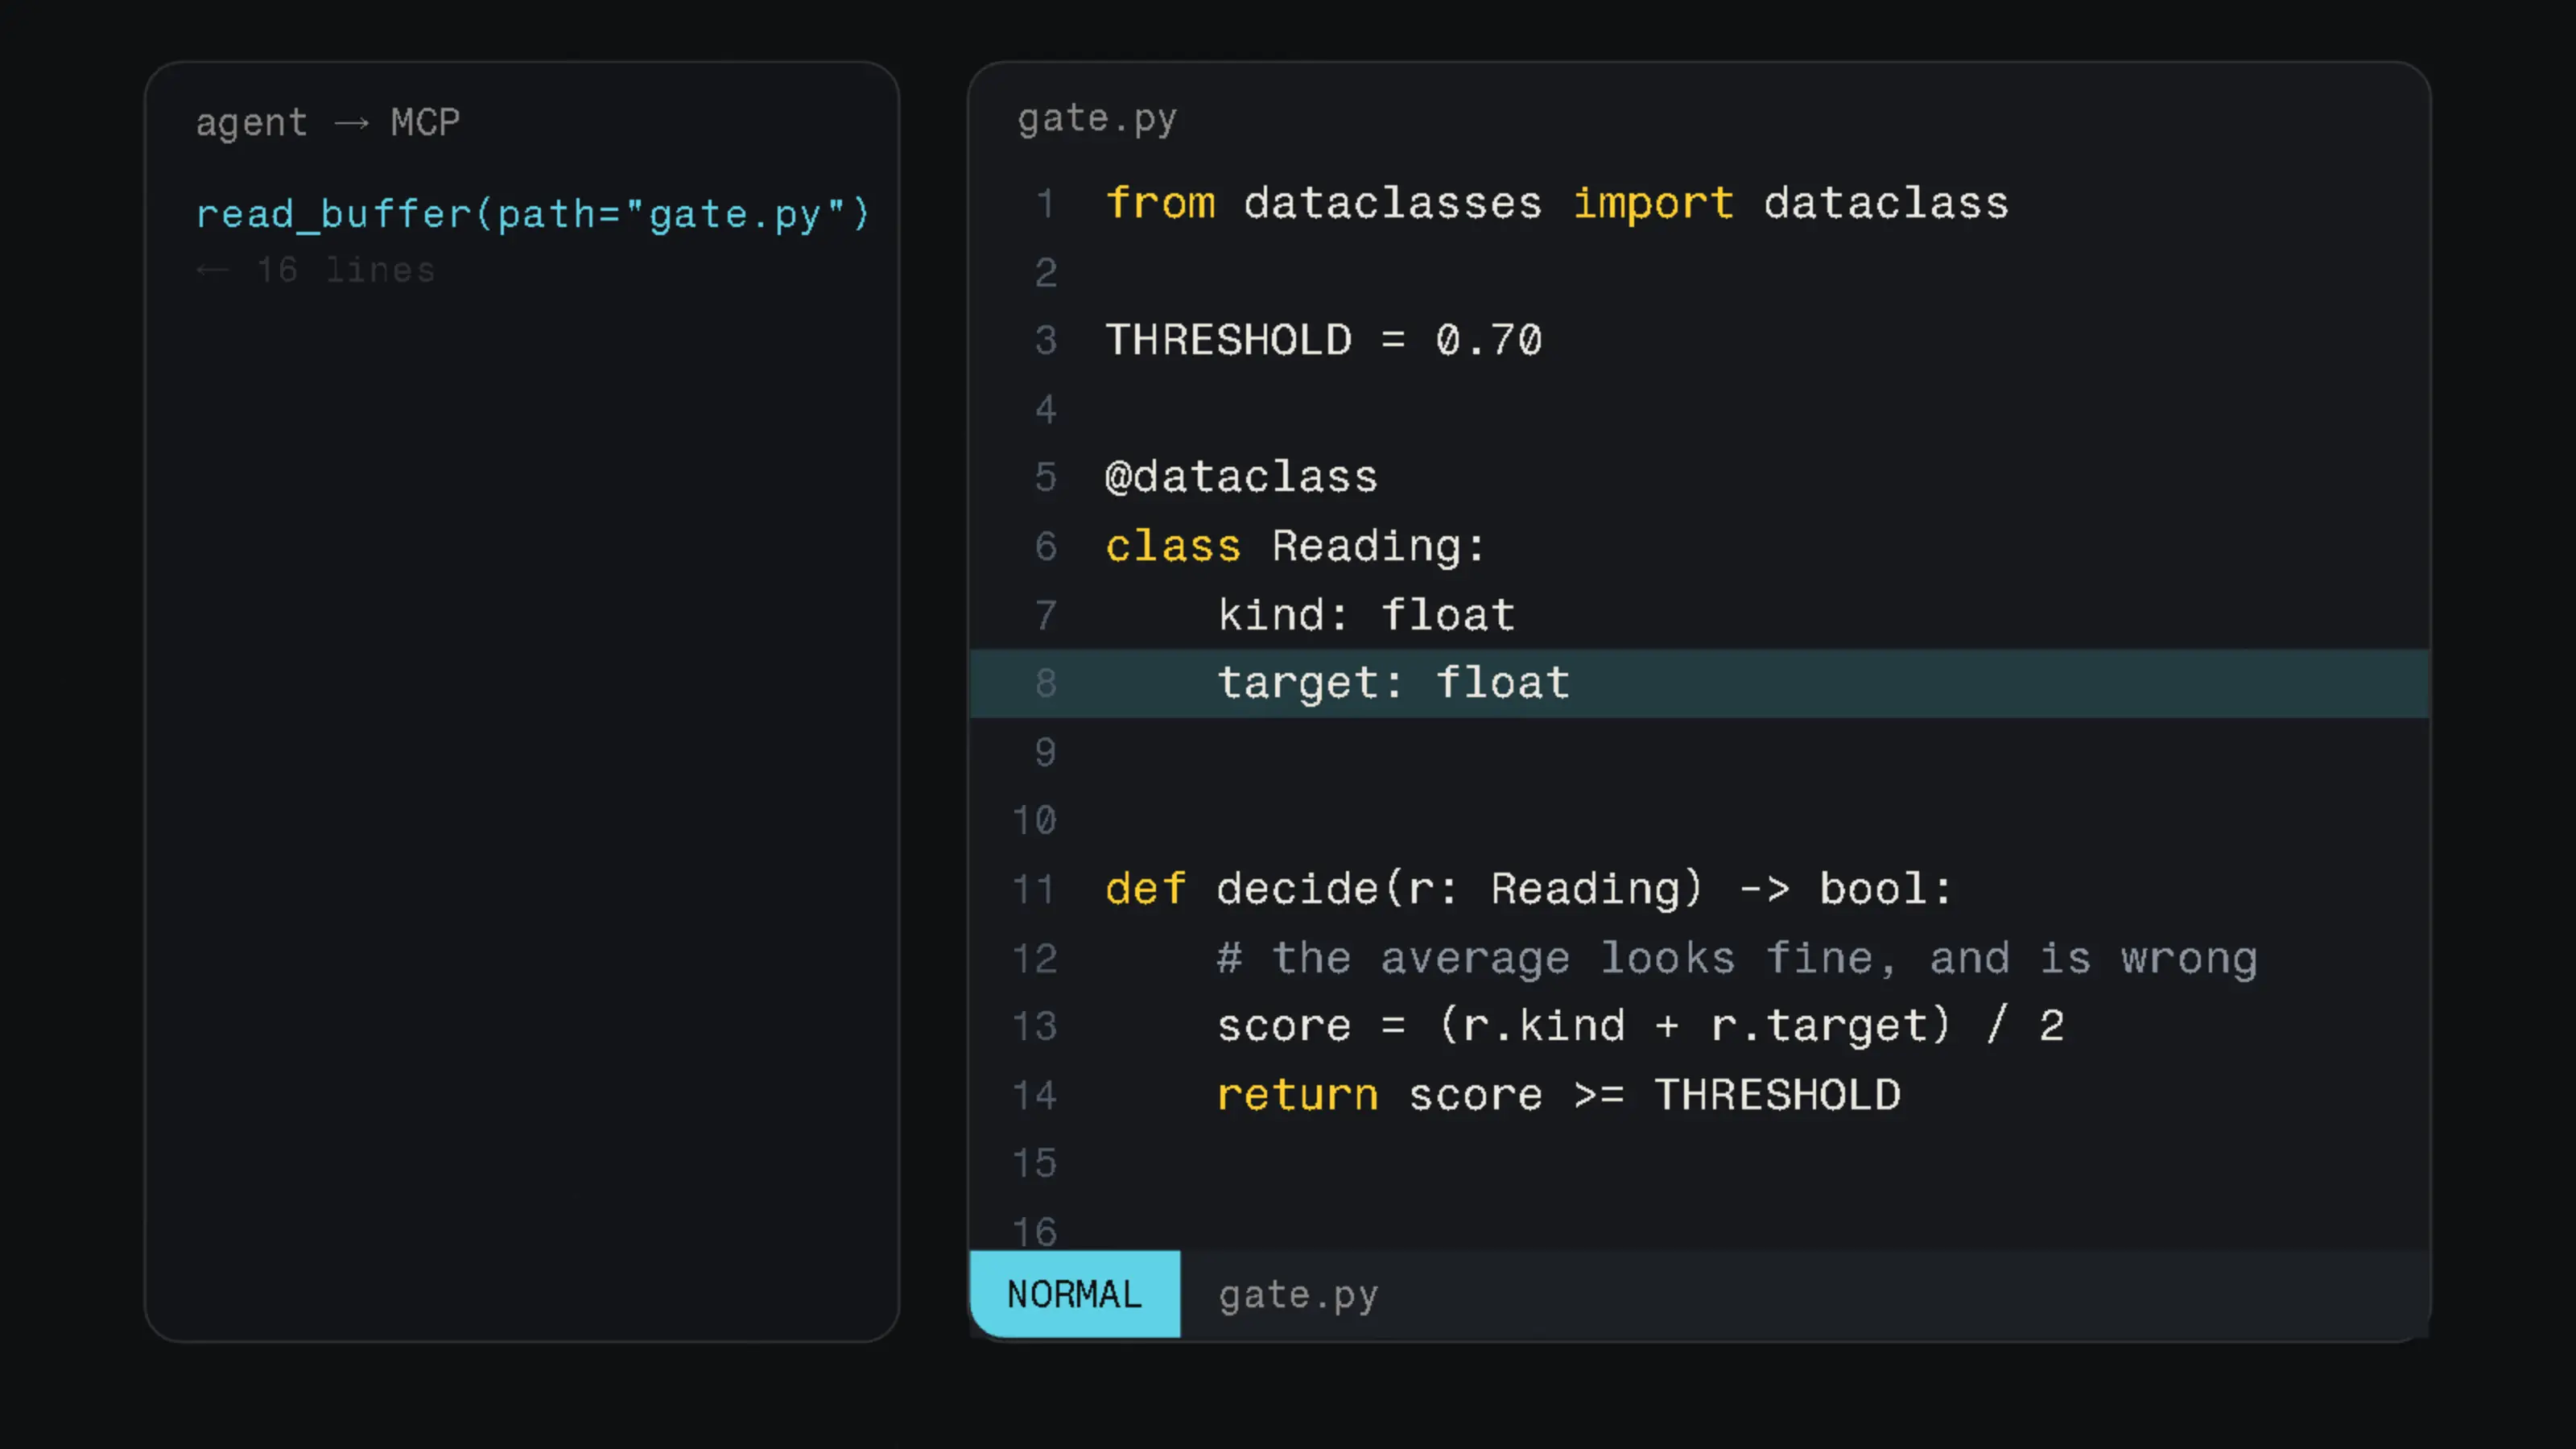 agent → MCP
read_buffer(path="gate.py")
← 16 lines
gate.py
1 from dataclasses import dataclass
2
3 THRESHOLD = 0.70
4
5 @dataclass
6 class Reading:
7     kind: float
8     target: float
9
10
11 def decide(r: Reading) -> bool:
12     # the average looks fine, and is wrong
13     score = (r.kind + r.target) / 2
14     return score >= THRESHOLD
15
16
NORMAL gate.py